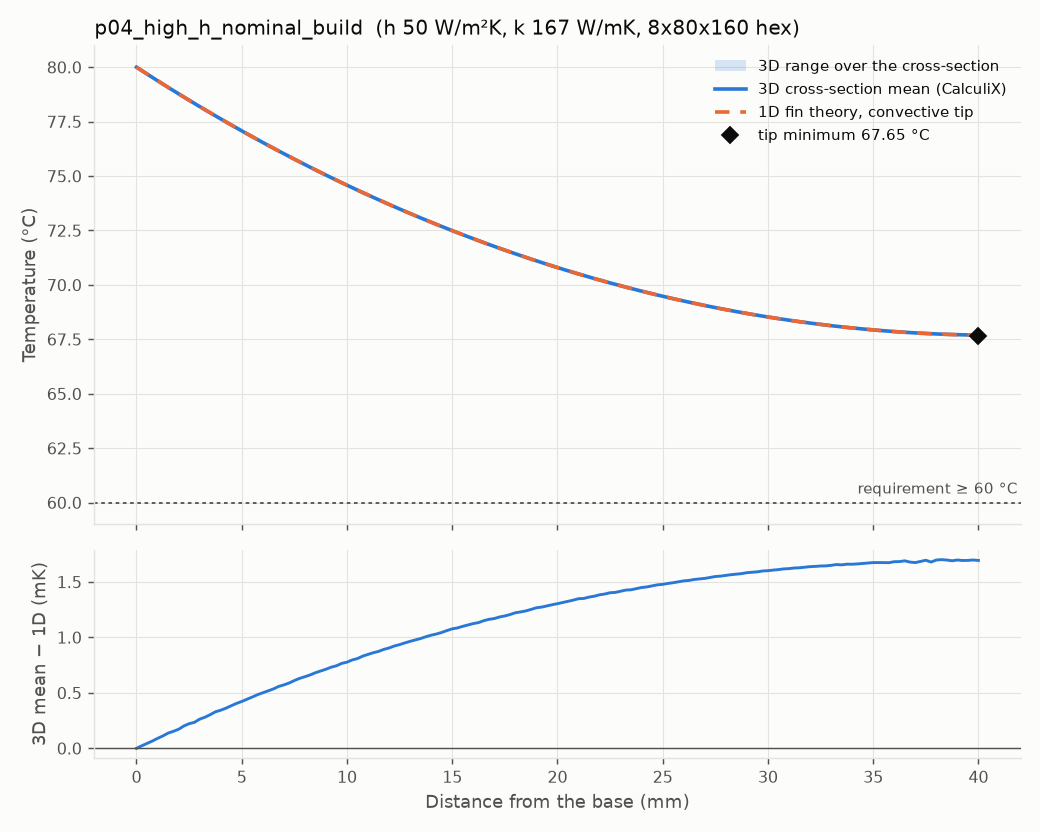 p04_high_h_nominal_build (h 50 W/m²K, k 167 W/mK, 8x80x160 hex)
3D range over the cross-section
3D cross-section mean (CalculiX)
1D fin theory, convective tip
tip minimum 67.65 °C
Temperature (°C)
80.0
77.5
75.0
72.5
70.0
67.5
65.0
62.5
60.0
requirement ≥ 60 °C
3D mean − 1D (mK)
1.5
1.0
0.5
0.0
0 5 10 15 20 25 30 35 40
Distance from the base (mm)